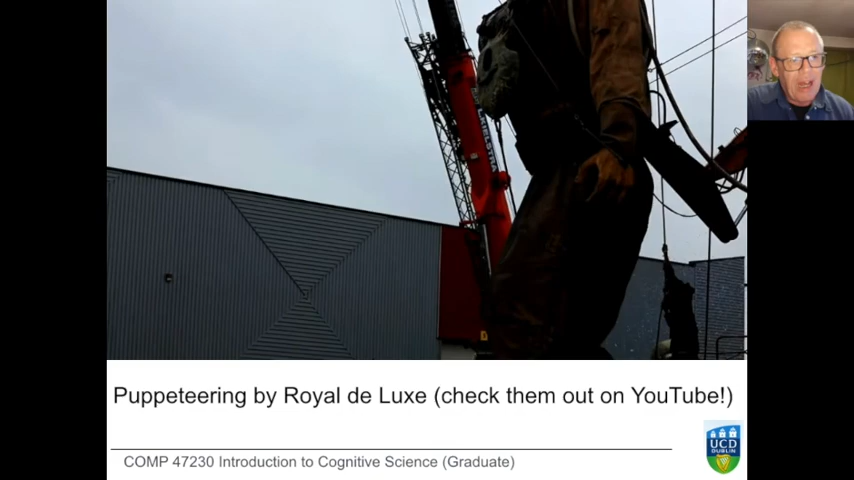 Puppeteering by Royal de Luxe (check them out on YouTube!)
COMP 47230 Introduction to Cognitive Science (Graduate)
UCD
DUBLIN